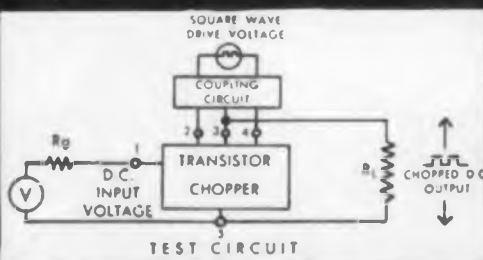 SQUARE WAVE
DRIVE VOLTAGE
COUPLING
CIRCUIT
2 3 4
Rg
1
TRANSISTOR
CHOPPER
D.C.
INPUT
VOLTAGE
V
RL
CHOPPED D.C
OUTPUT
5
TEST CIRCUIT